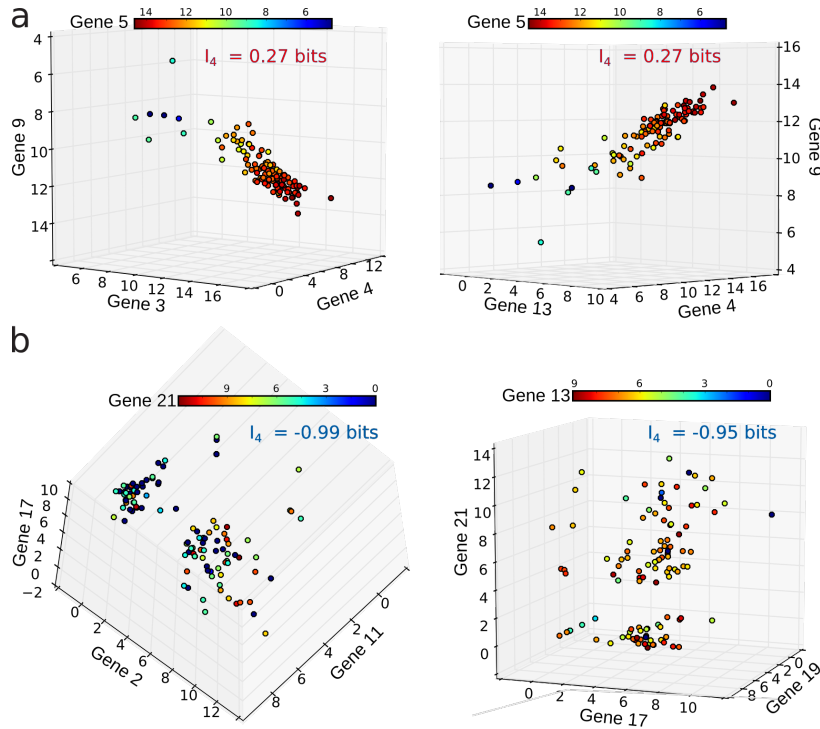 a
Gene 5
14 12 10 8 6
I4 = 0.27 bits
4
6
8
10
12
14
Gene 9
6 8 10 12 14 16
Gene 3
0 4 8 12
Gene 4
Gene 5
14 12 10 8 6
I4 = 0.27 bits
16
14
12
10
8
6
4
Gene 9
0 2 4 6 8 10
Gene 13
4 6 8 10 12 14 16
Gene 4
b
Gene 21
9 6 3 0
I4 = -0.99 bits
10
8
6
4
2
0
−2
Gene 17
0 2 4 6 8 10 12
Gene 2
8 6 4 2 0
Gene 11
Gene 13
9 6 3 0
I4 = -0.95 bits
14
12
10
8
6
4
2
0
Gene 21
0 2 4 6 8 10
Gene 17
8 6 4 2 0
Gene 19